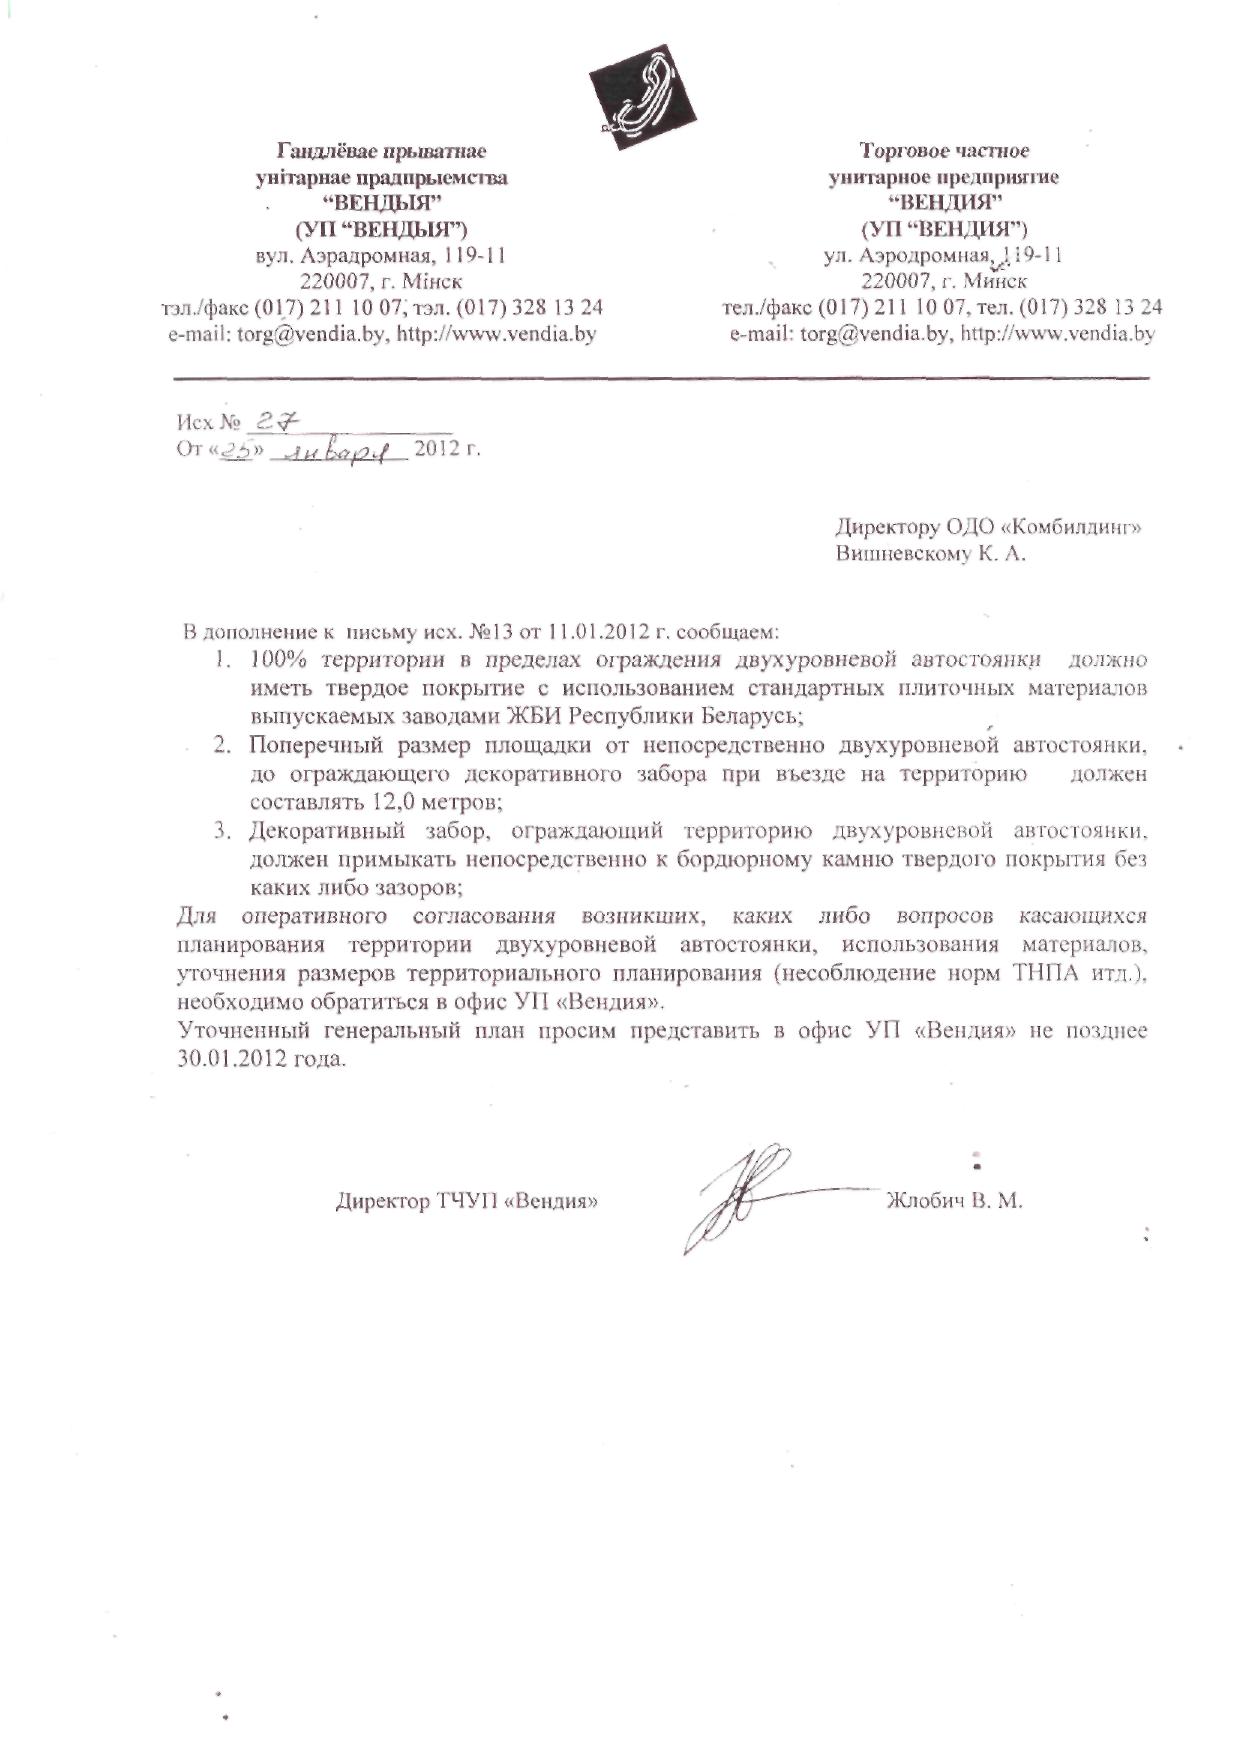 Гандлёвае прыватнае
унітарнае прадпрыемства
“ВЕНДЫЯ”
(УП “ВЕНДЫЯ”)
вул. Аэрадромная, 119-11
220007, г. Мінск
тэл./факс (017) 211 10 07, тэл. (017) 328 13 24
e-mail: torg@vendia.by, http://www.vendia.by
Торговое частное
унитарное предприятие
“ВЕНДИЯ”
(УП “ВЕНДИЯ”)
ул. Аэродромная, 119-11
220007, г. Минск
тел./факс (017) 211 10 07, тел. (017) 328 13 24
e-mail: torg@vendia.by, http://www.vendia.by
Исх № 27
От «25» января 2012 г.
Директору ОДО «Комбилдинг»
Вишневскому К. А.
В дополнение к письму исх. №13 от 11.01.2012 г. сообщаем:
1. 100% территории в пределах ограждения двухуровневой автостоянки должно
иметь твердое покрытие с использованием стандартных плиточных материалов
выпускаемых заводами ЖБИ Республики Беларусь;
2. Поперечный размер площадки от непосредственно двухуровневой автостоянки,
до ограждающего декоративного забора при въезде на территорию должен
составлять 12,0 метров;
3. Декоративный забор, ограждающий территорию двухуровневой автостоянки,
должен примыкать непосредственно к бордюрному камню твердого покрытия без
каких либо зазоров;
Для оперативного согласования возникших, каких либо вопросов касающихся
планирования территории двухуровневой автостоянки, использования материалов,
уточнения размеров территориального планирования (несоблюдение норм ТНПА итд.),
необходимо обратиться в офис УП «Вендия».
Уточненный генеральный план просим представить в офис УП «Вендия» не позднее
30.01.2012 года.
Директор ТЧУП «Вендия» Жлобич В. М.